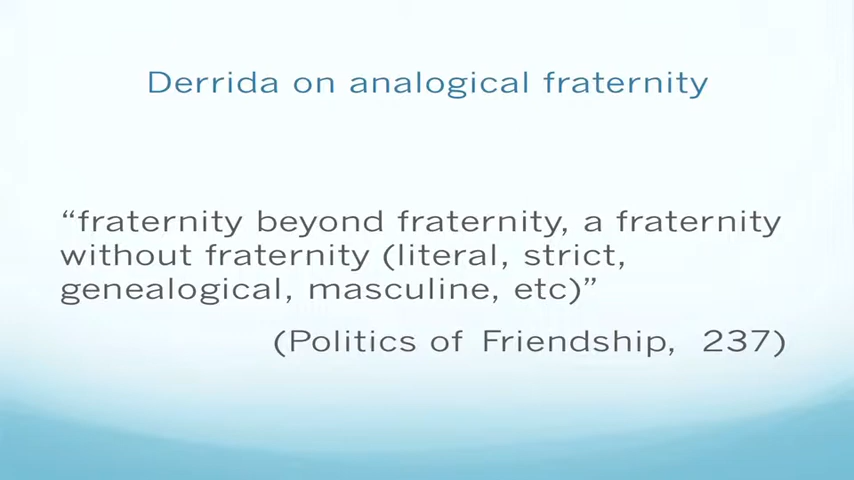 Derrida on analogical fraternity
“fraternity beyond fraternity, a fraternity
without fraternity (literal, strict,
genealogical, masculine, etc)”
(Politics of Friendship, 237)